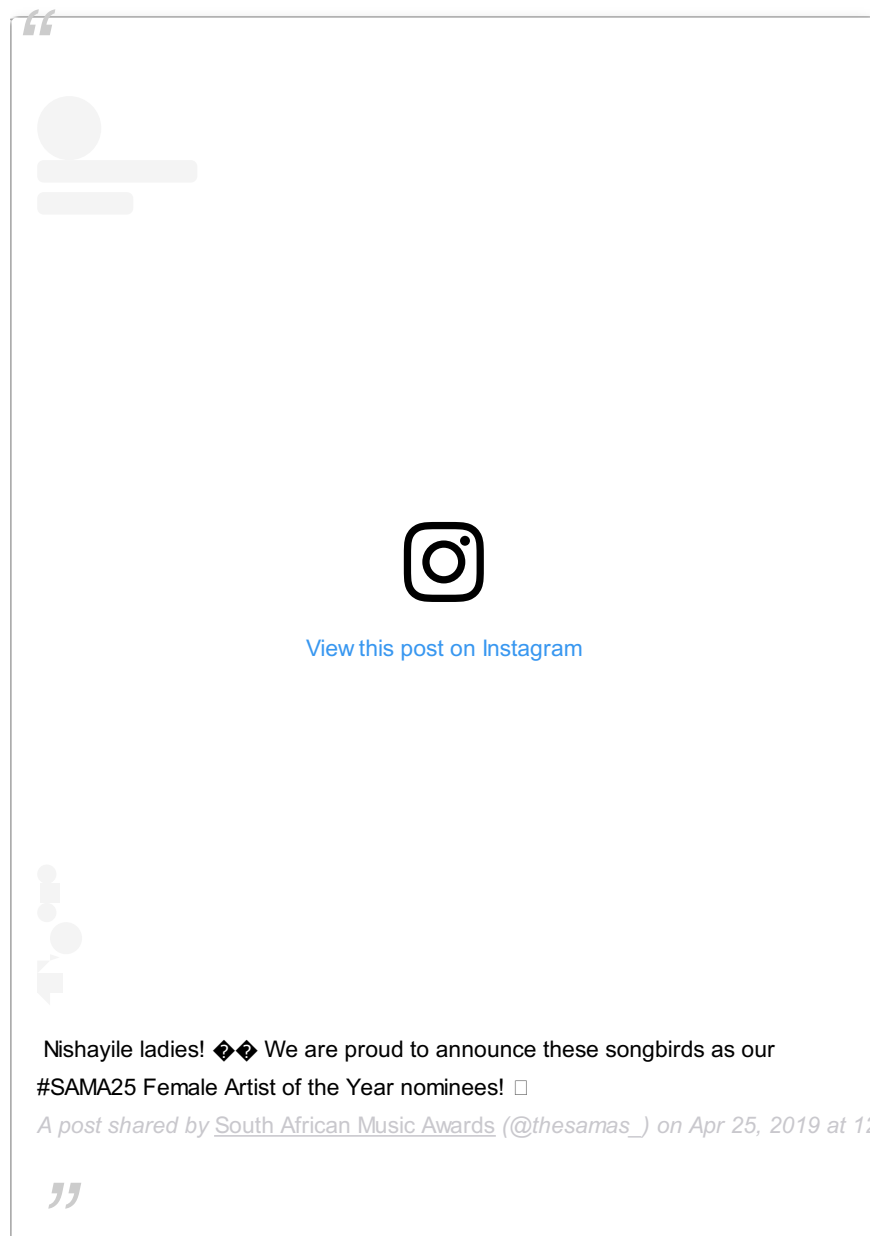 “
View this post on Instagram
Nishayile ladies! �� We are proud to announce these songbirds as our
#SAMA25 Female Artist of the Year nominees! □
A post shared by South African Music Awards (@thesamas_) on Apr 25, 2019 at 12
”